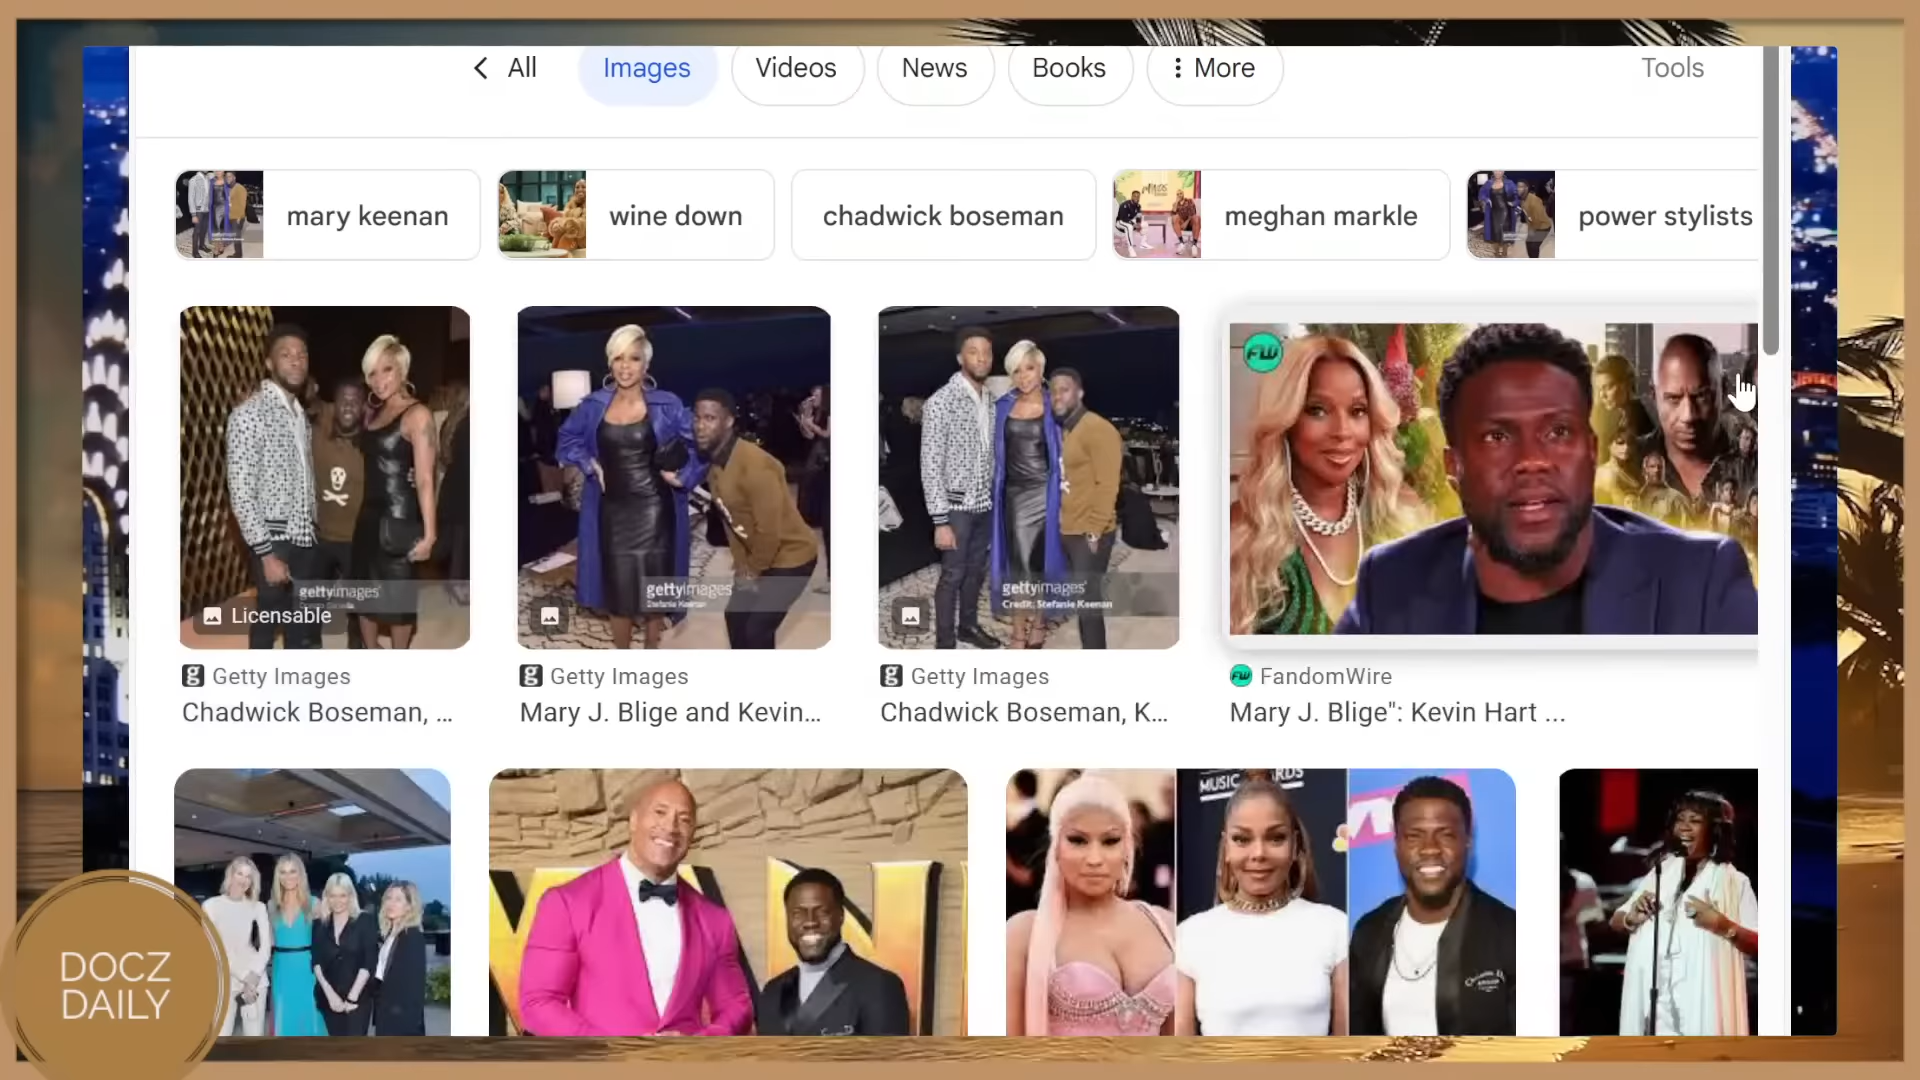 All
Images
Videos
News
Books
More
Tools
mary keenan
wine down
chadwick boseman
meghan markle
power stylists
FW
gettyimages
Licensable
gettyimages
Stefanie Keenan
gettyimages
Credit: Stefanie Keenan
Getty Images
Getty Images
Getty Images
FandomWire
Chadwick Boseman, ...
Mary J. Blige and Kevin...
Chadwick Boseman, K...
Mary J. Blige": Kevin Hart ...
MUSIC
DOCZ
DAILY